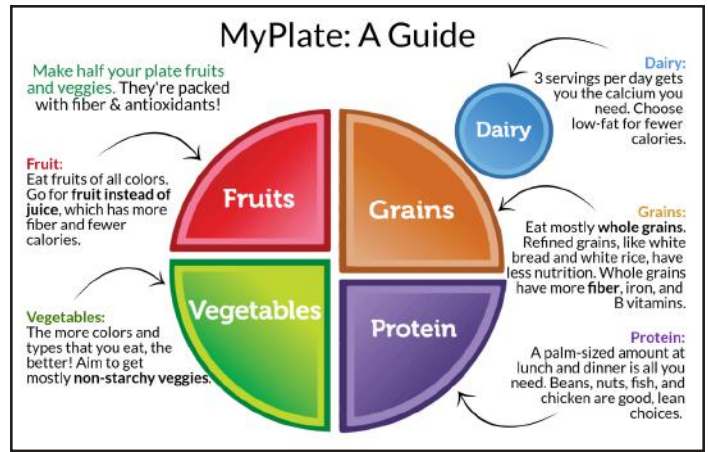 MyPlate: A Guide
Make half your plate fruits
and veggies. They're packed
with fiber & antioxidants!
Dairy:
3 servings per day gets
you the calcium you
need. Choose
low-fat for fewer
calories.
Dairy
Fruit:
Eat fruits of all colors.
Go for fruit instead of
juice, which has more
fiber and fewer
calories.
Fruits
Grains
Grains:
Eat mostly whole grains.
Refined grains, like white
bread and white rice, have
less nutrition. Whole grains
have more fiber, iron, and
B vitamins.
Vegetables:
The more colors and
types that you eat, the
better! Aim to get
mostly non-starchy veggies.
Vegetables
Protein
Protein:
A palm-sized amount at
lunch and dinner is all you
need. Beans, nuts, fish, and
chicken are good, lean
choices.